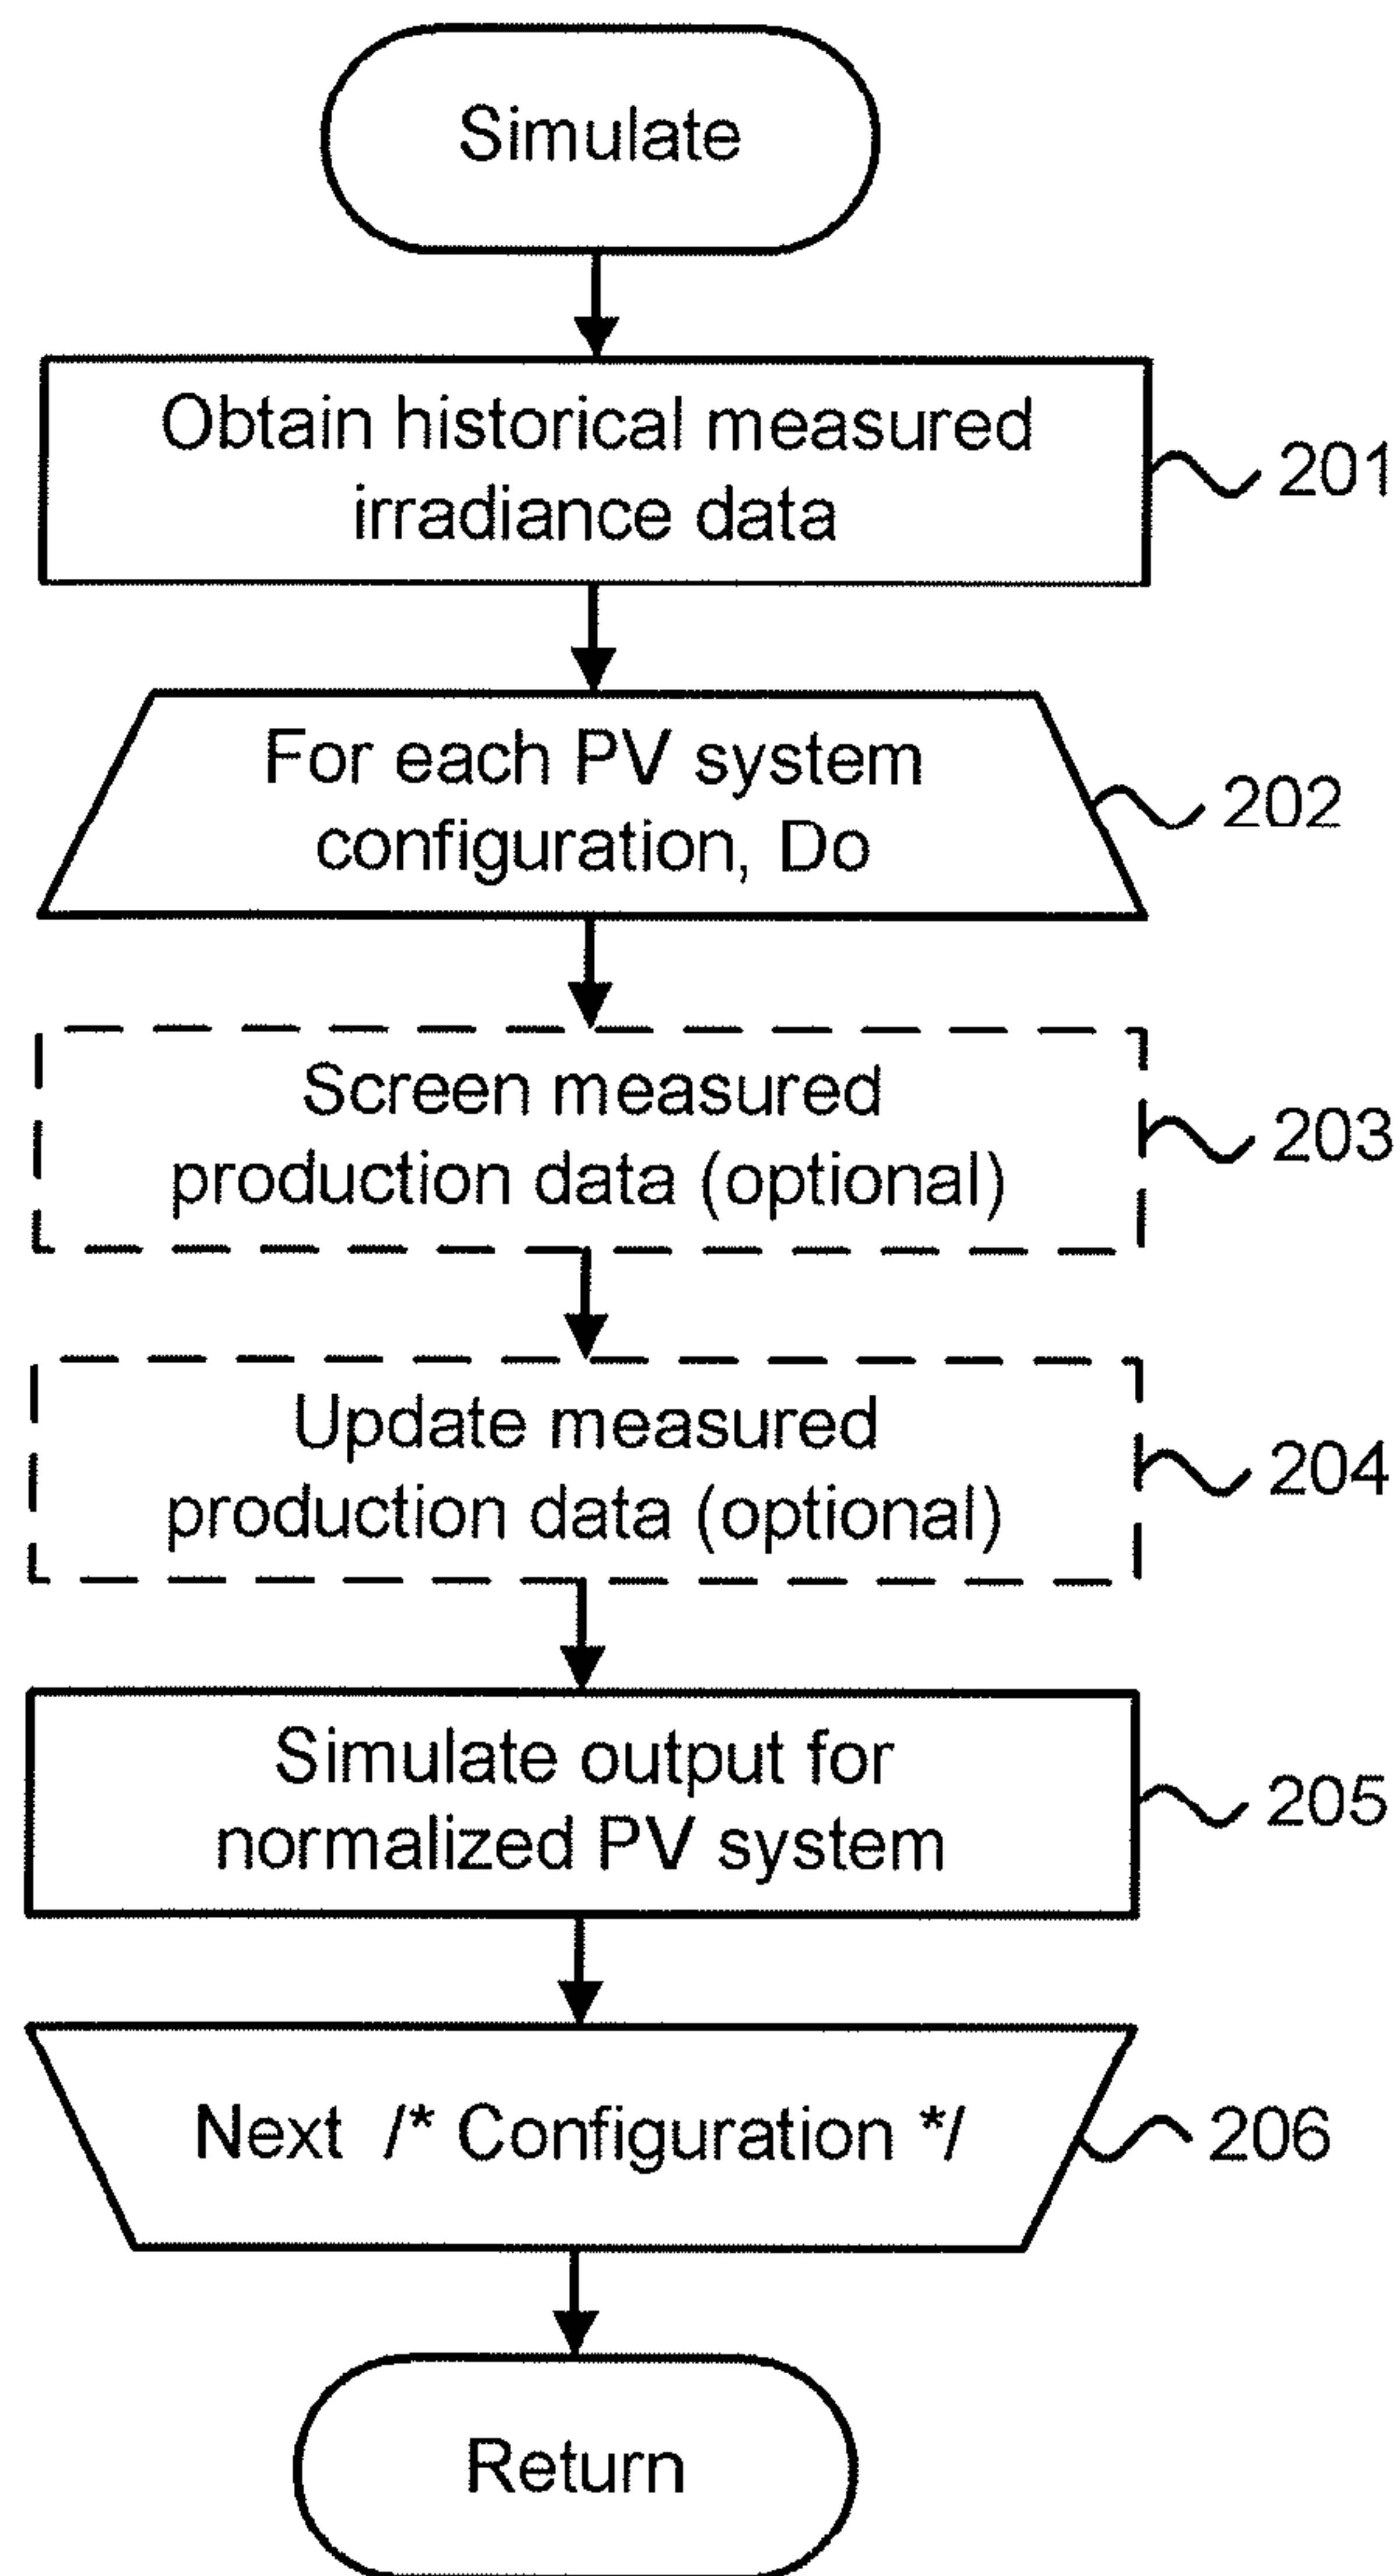 Simulate
Obtain historical measured
irradiance data
201
For each PV system
configuration, Do
202
Screen measured
production data (optional)
203
Update measured
production data (optional)
204
Simulate output for
normalized PV system
205
Next /* Configuration */
206
Return